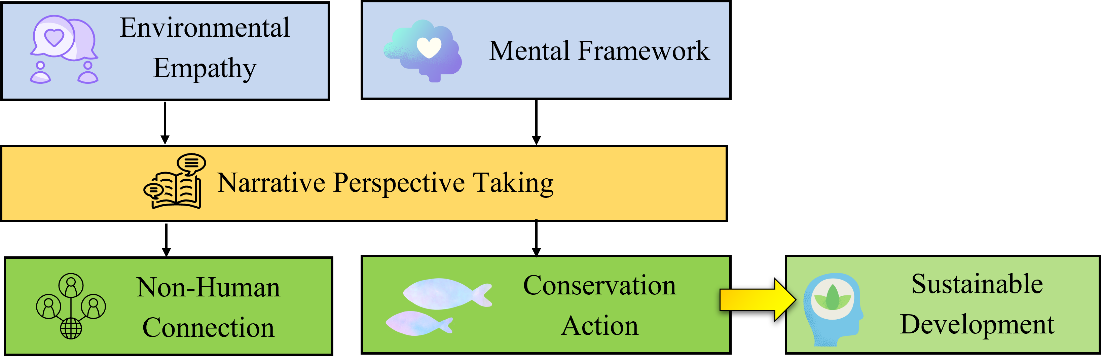 Environmental
Empathy
Mental Framework
Narrative Perspective Taking
Non-Human
Connection
Conservation
Action
Sustainable
Development